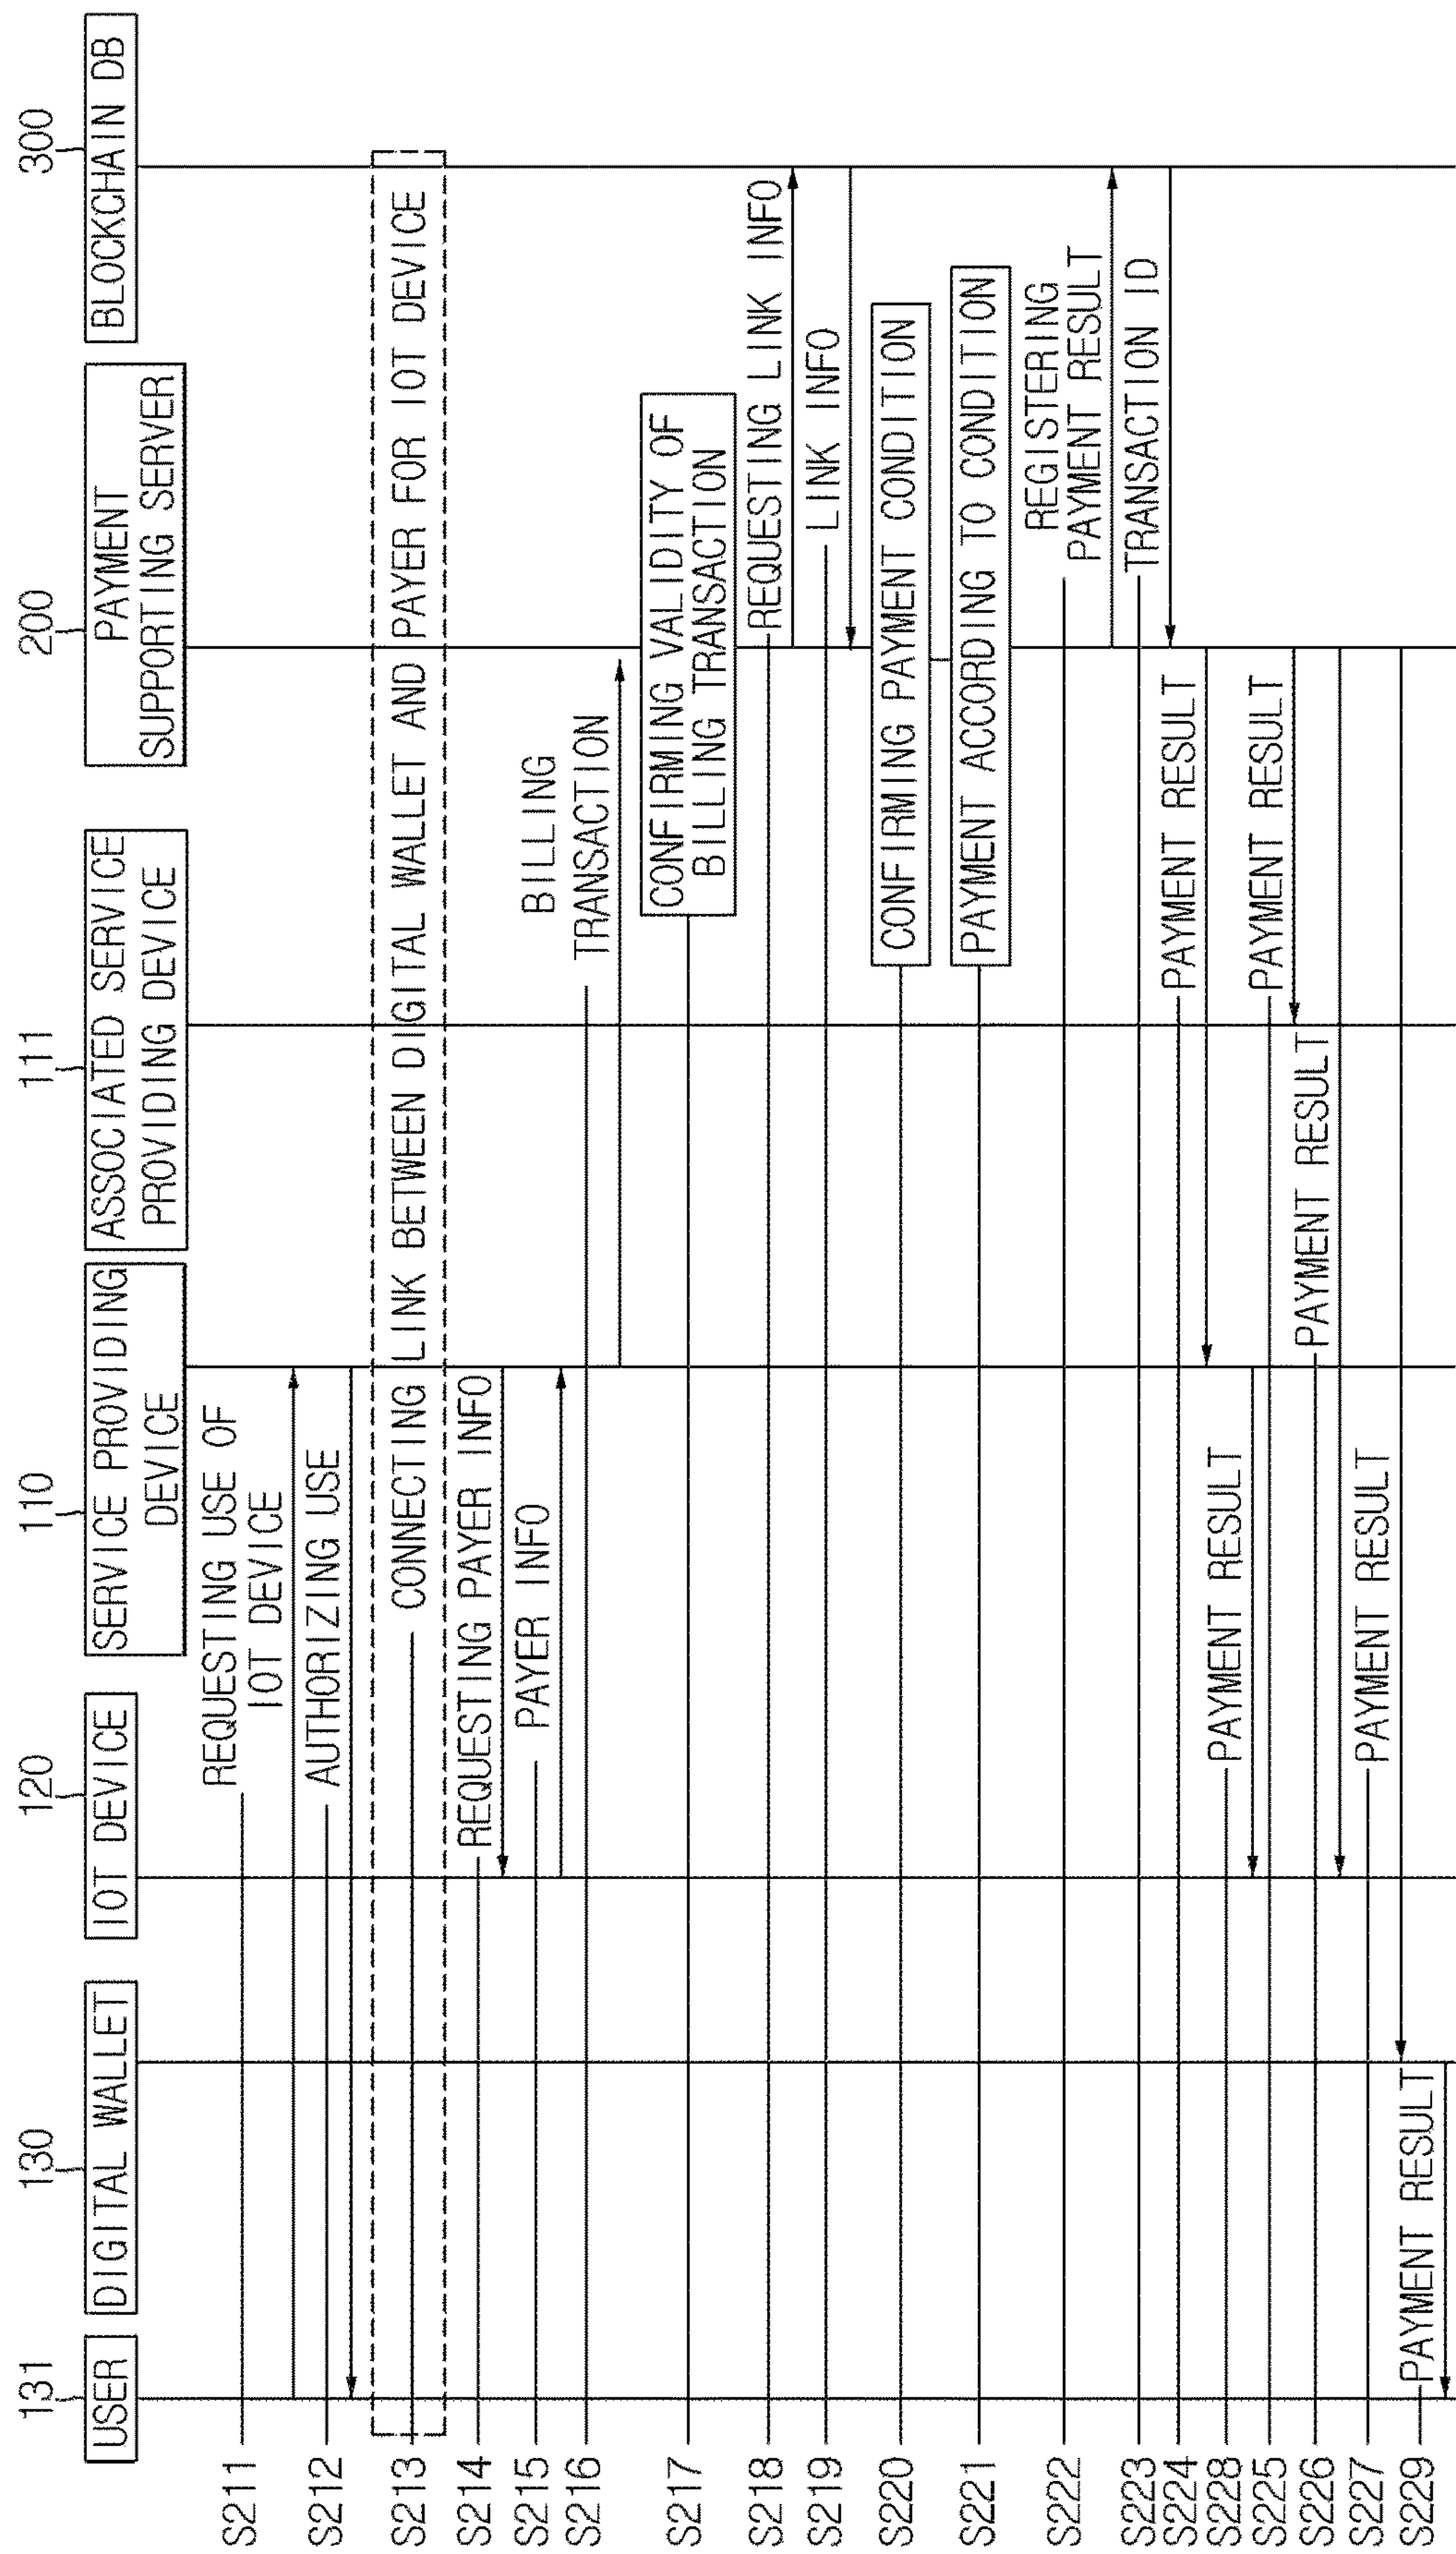 131
130
120
110
111
200
300
USER
DIGITAL WALLET
IOT DEVICE
SERVICE PROVIDING
DEVICE
ASSOCIATED SERVICE
PROVIDING DEVICE
PAYMENT
SUPPORTING SERVER
BLOCKCHAIN DB
S211
REQUESTING USE OF
IOT DEVICE
S212
AUTHORIZING USE
S213
CONNECTING LINK BETWEEN DIGITAL WALLET AND PAYER FOR IOT DEVICE
S214
REQUESTING PAYER INFO
S215
PAYER INFO
S216
BILLING
TRANSACTION
S217
CONFIRMING VALIDITY OF
BILLING TRANSACTION
S218
REQUESTING LINK INFO
S219
LINK INFO
S220
CONFIRMING PAYMENT CONDITION
S221
PAYMENT ACCORDING TO CONDITION
S222
REGISTERING
PAYMENT RESULT
S223
TRANSACTION ID
S224
PAYMENT RESULT
S228
PAYMENT RESULT
S225
PAYMENT RESULT
S226
PAYMENT RESULT
S227
PAYMENT RESULT
S229
PAYMENT RESULT